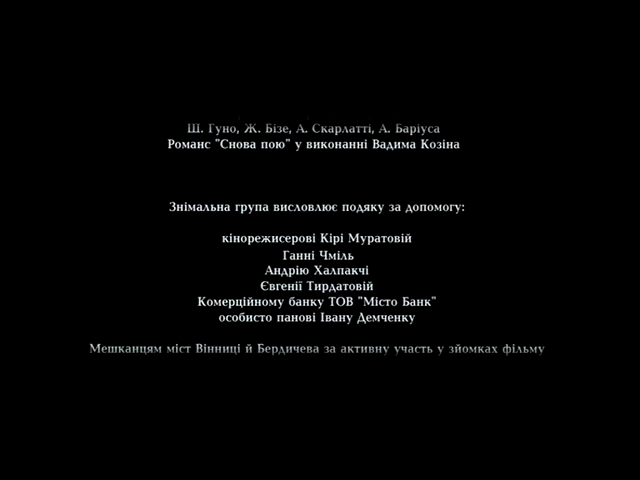 Ш. Гуно, Ж. Бізе, А. Скарлатті, А. Баріуса
Романс "Снова пою" у виконанні Вадима Козіна
Знімальна група висловлює подяку за допомогу:
кінорежисерові Кірі Муратовій
Ганні Чміль
Андрію Халпакчі
Євгенії Тирдатовій
Комерційному банку ТОВ "Місто Банк"
особисто панові Івану Демченку
Мешканцям міст Вінниці й Бердичева за активну участь у зйомках фільму